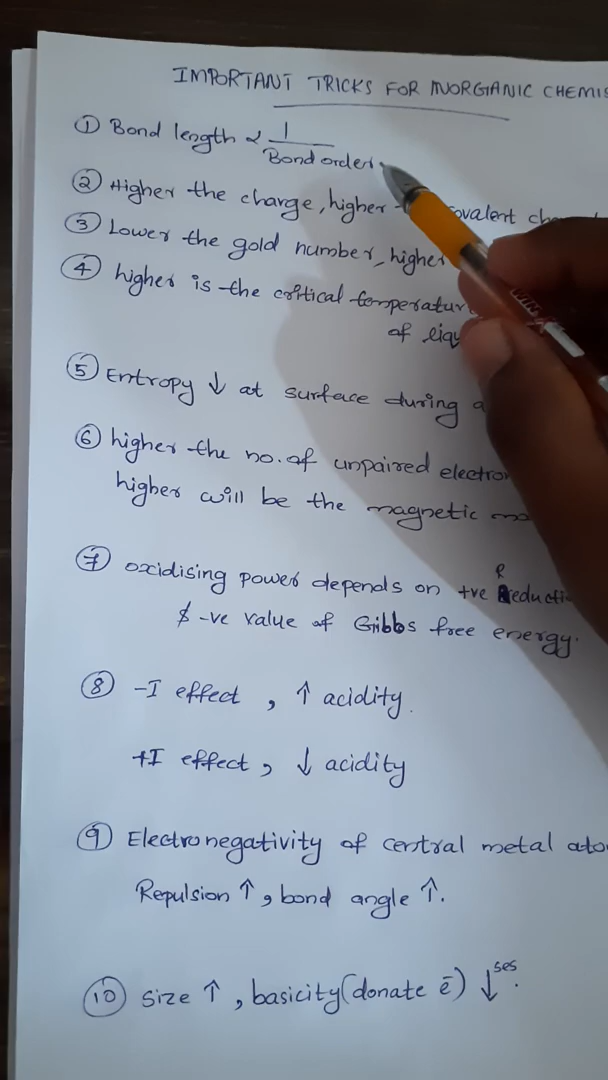 IMPORTANT TRICKS FOR INORGANIC CHEMIS
① Bond length ∝ 1/Bond order.
② Higher the charge, higher covalent
③ Lower the gold number, higher
④ higher is the critical temperature
of liq
⑤ Entropy ↓ at surface during a
⑥ higher the no. of unpaired electron
higher will be the magnetic mo
⑦ oxidising power depends on +ve Reducti
& -ve value of Gibbs free energy.
⑧ -I effect, ↑ acidity.
+I effect, ↓ acidity
⑨ Electronegativity of central metal ato
Repulsion ↑, bond angle ↑.
⑩ size ↑, basicity (donate ē) ↓ses.